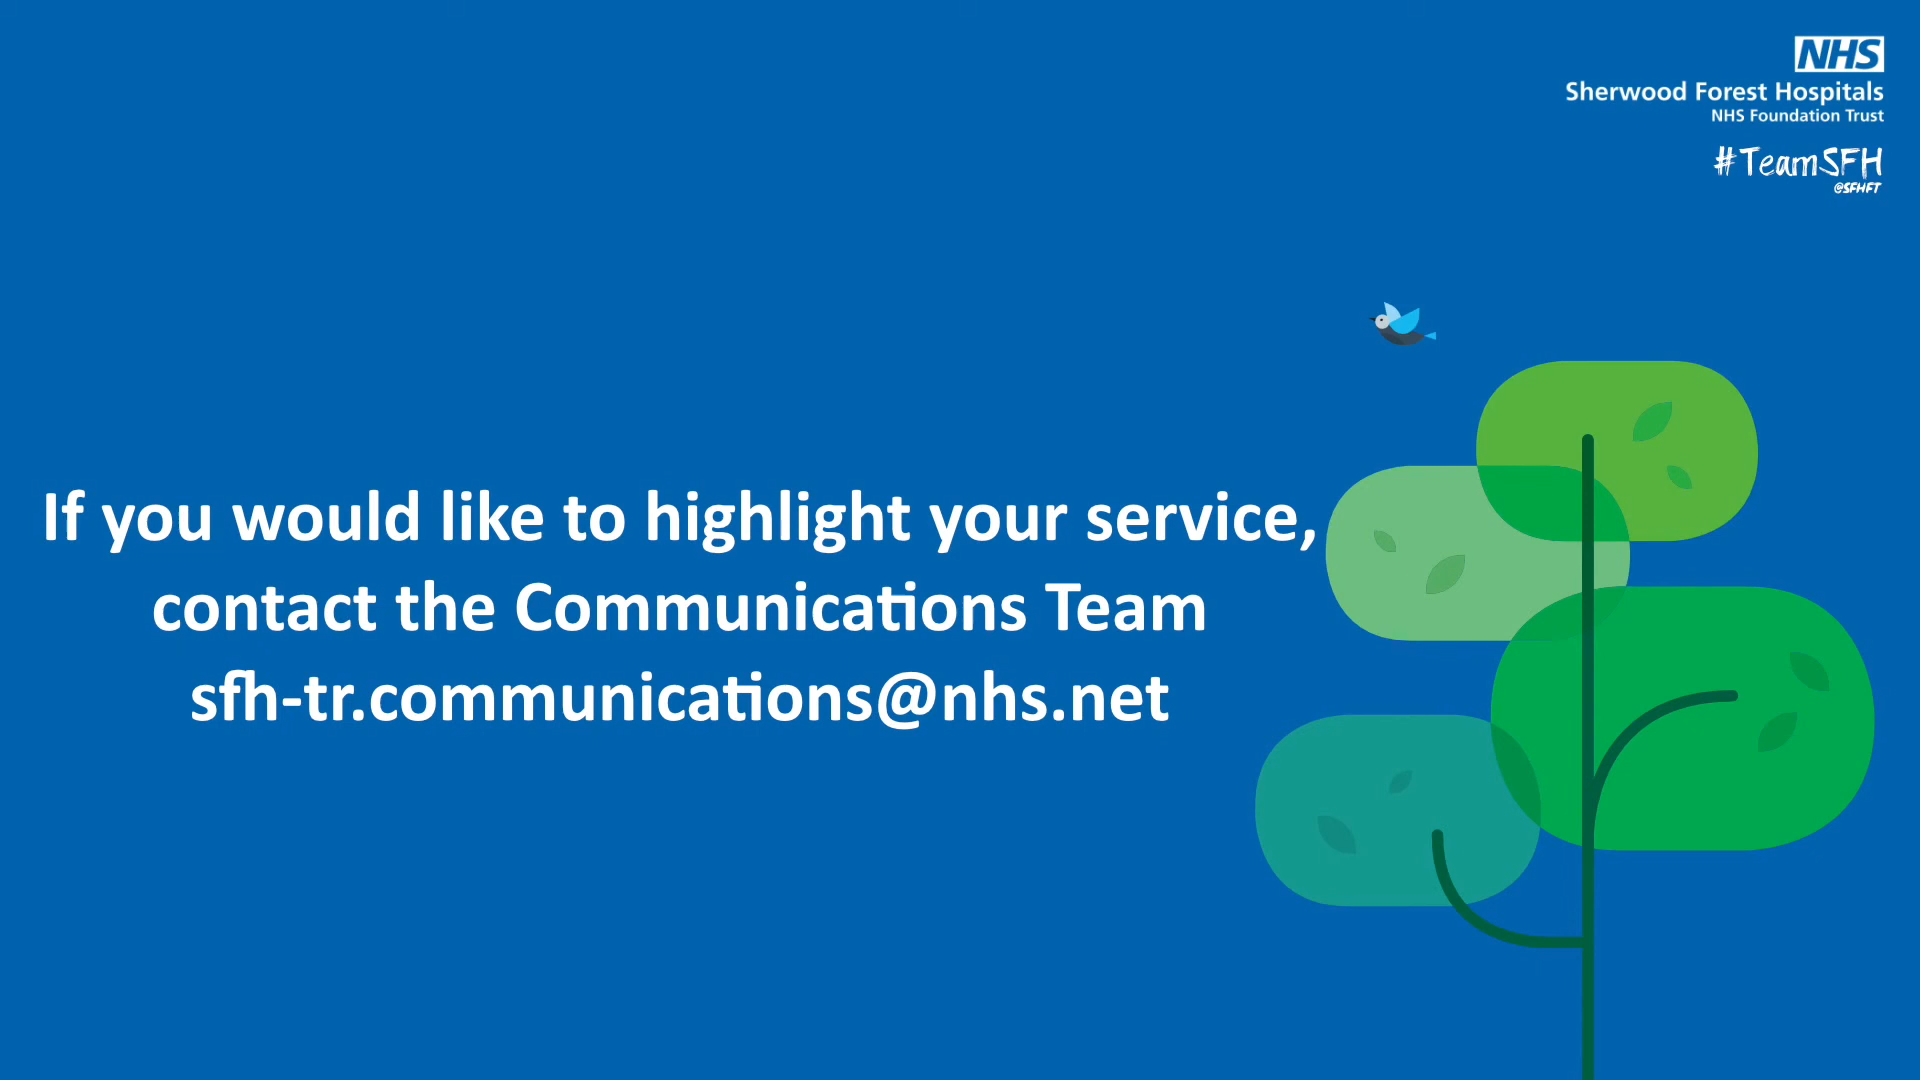 NHS
Sherwood Forest Hospitals
NHS Foundation Trust
#TeamSFH
@SFHFT
If you would like to highlight your service,
contact the Communications Team
sfh-tr.communications@nhs.net